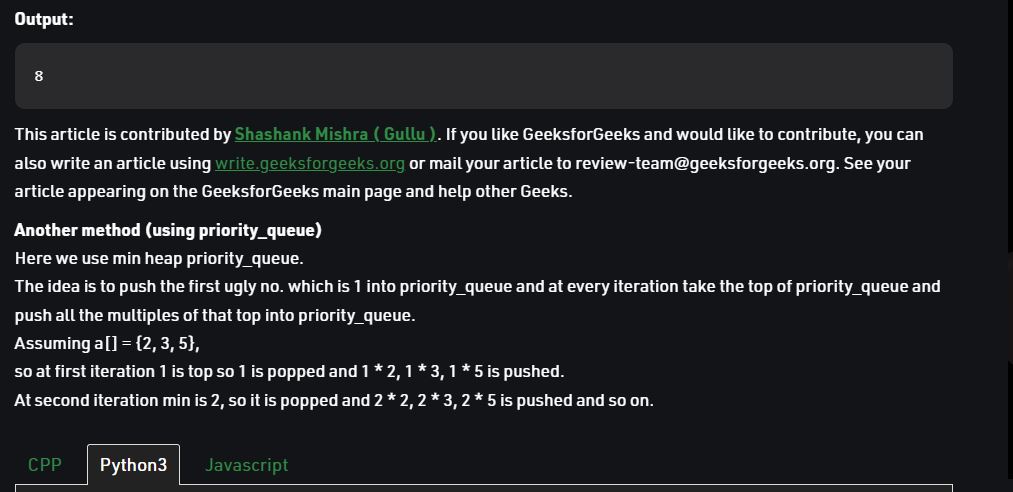 Output:
8
This article is contributed by Shashank Mishra ( Gullu ). If you like GeeksforGeeks and would like to contribute, you can
also write an article using write.geeksforgeeks.org or mail your article to review-team@geeksforgeeks.org. See your
article appearing on the GeeksforGeeks main page and help other Geeks.
Another method (using priority_queue)
Here we use min heap priority_queue.
The idea is to push the first ugly no. which is 1 into priority_queue and at every iteration take the top of priority_queue and
push all the multiples of that top into priority_queue.
Assuming a[] = {2, 3, 5},
so at first iteration 1 is top so 1 is popped and 1 * 2, 1 * 3, 1 * 5 is pushed.
At second iteration min is 2, so it is popped and 2 * 2, 2 * 3, 2 * 5 is pushed and so on.
CPP Python3 Javascript